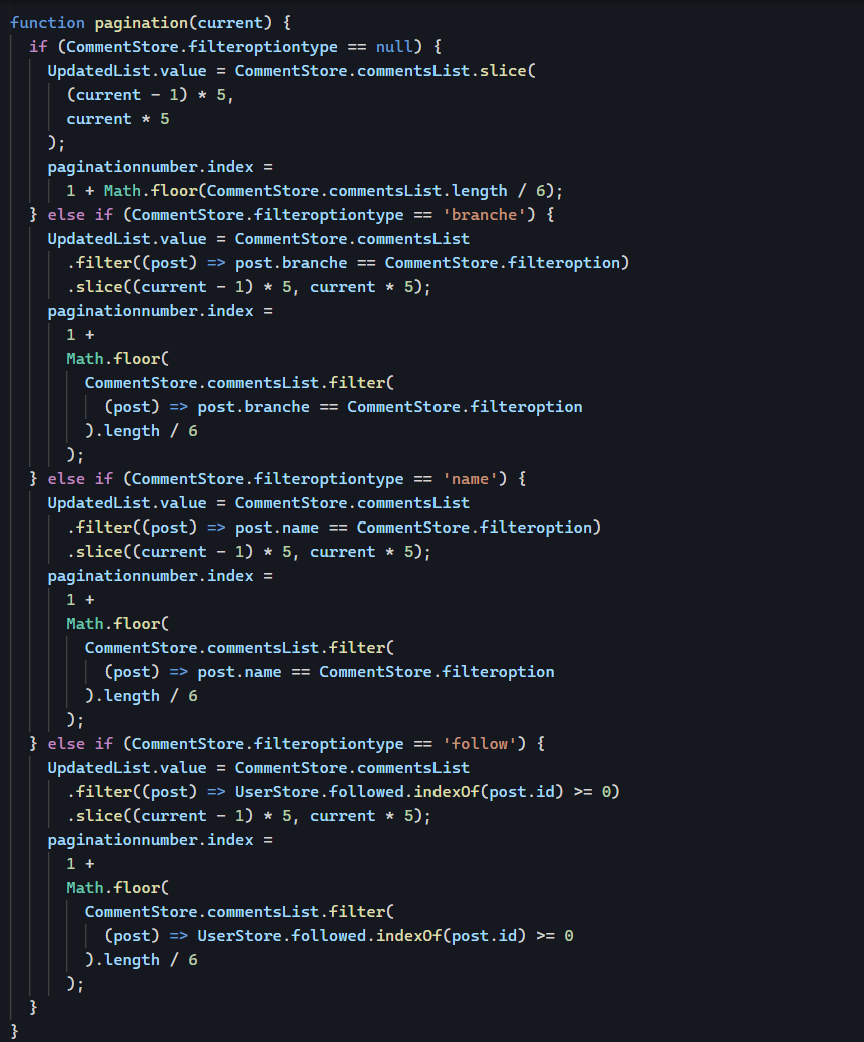 function pagination(current) {
  if (CommentStore.filteroptiontype == null) {
    UpdatedList.value = CommentStore.commentsList.slice(
      (current - 1) * 5,
      current * 5
    );
    paginationnumber.index =
      1 + Math.floor(CommentStore.commentsList.length / 6);
  } else if (CommentStore.filteroptiontype == 'branche') {
    UpdatedList.value = CommentStore.commentsList
      .filter((post) => post.branche == CommentStore.filteroption)
      .slice((current - 1) * 5, current * 5);
    paginationnumber.index =
      1 +
      Math.floor(
        CommentStore.commentsList.filter(
          (post) => post.branche == CommentStore.filteroption
        ).length / 6
      );
  } else if (CommentStore.filteroptiontype == 'name') {
    UpdatedList.value = CommentStore.commentsList
      .filter((post) => post.name == CommentStore.filteroption)
      .slice((current - 1) * 5, current * 5);
    paginationnumber.index =
      1 +
      Math.floor(
        CommentStore.commentsList.filter(
          (post) => post.name == CommentStore.filteroption
        ).length / 6
      );
  } else if (CommentStore.filteroptiontype == 'follow') {
    UpdatedList.value = CommentStore.commentsList
      .filter((post) => UserStore.followed.indexOf(post.id) >= 0)
      .slice((current - 1) * 5, current * 5);
    paginationnumber.index =
      1 +
      Math.floor(
        CommentStore.commentsList.filter(
          (post) => UserStore.followed.indexOf(post.id) >= 0
        ).length / 6
      );
  }
}